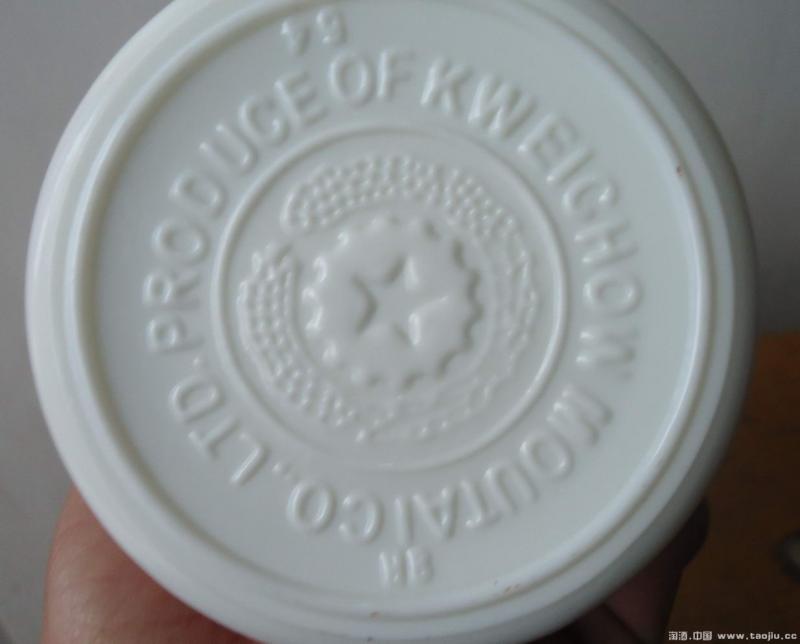 PRODUCE OF KWEICHOW MOUTAI CO., LTD.
淘酒.中国 www.taojiu.cc